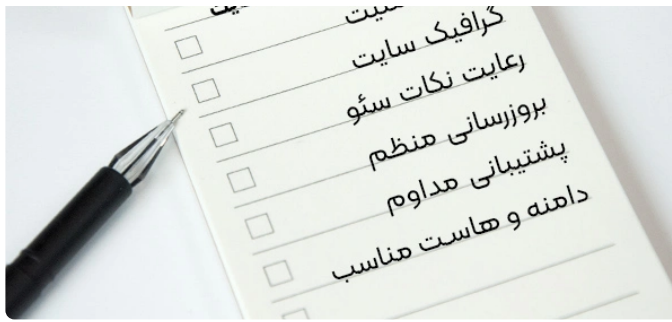 گرافیک سایت
رعایت نکات سئو
بروزرسانی منظم
پشتیبانی مداوم
دامنه و هاست مناسب